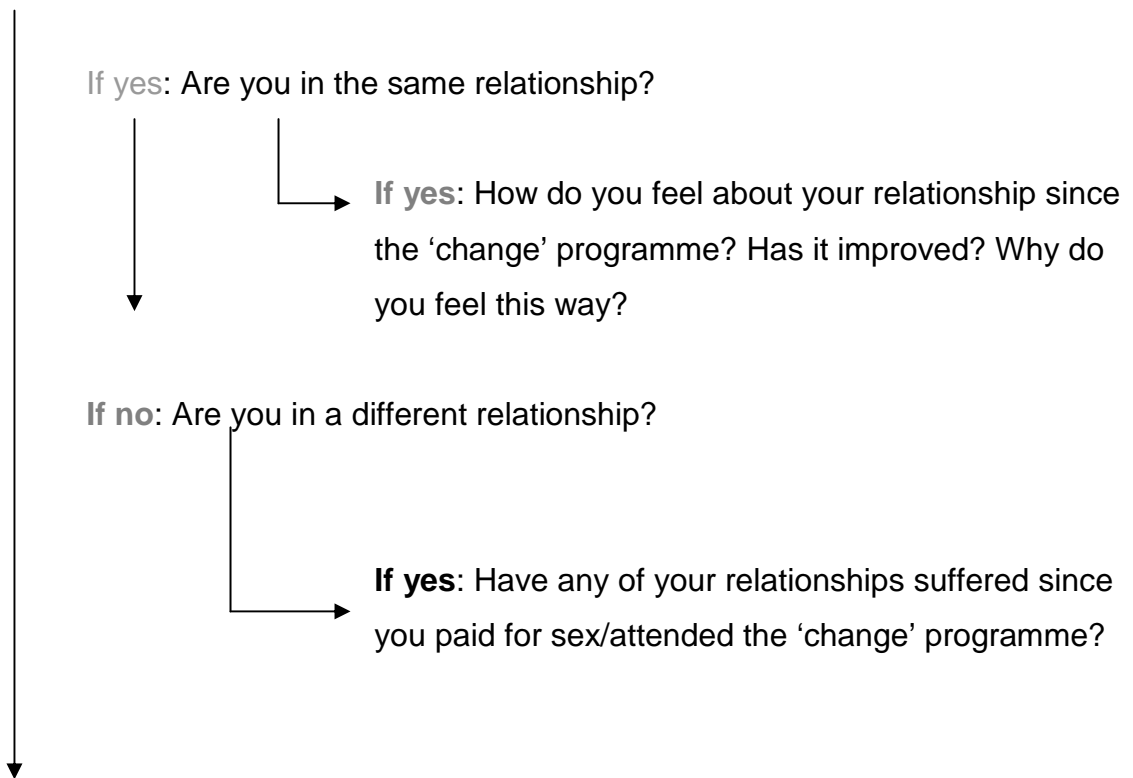 If yes: Are you in the same relationship?
If yes: How do you feel about your relationship since
the ‘change’ programme? Has it improved? Why do
you feel this way?
If no: Are you in a different relationship?
If yes: Have any of your relationships suffered since
you paid for sex/attended the ‘change’ programme?